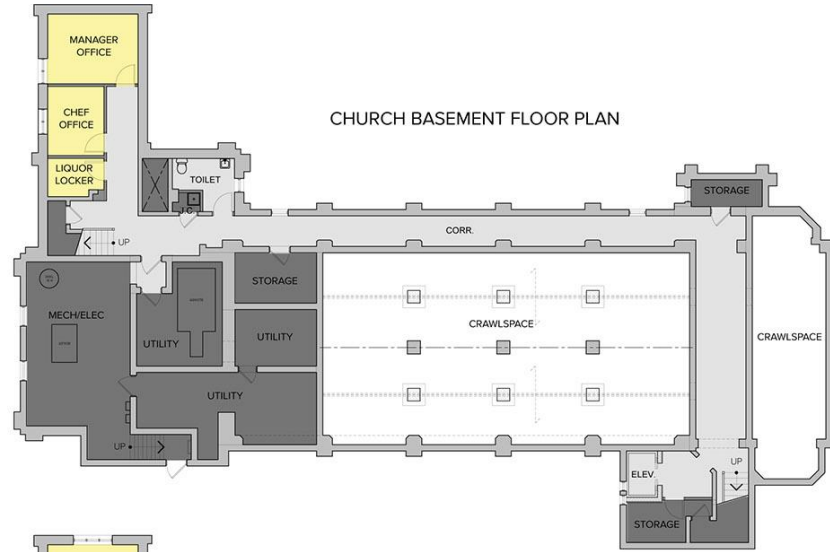 MANAGER
OFFICE
CHURCH BASEMENT FLOOR PLAN
CHEF
OFFICE
LIQUOR
LOCKER
TOILET
J.C.
STORAGE
UP
CORR.
STORAGE
MECH/ELEC
UTILITY
UTILITY
CRAWLSPACE
CRAWLSPACE
UTILITY
UP
ELEV.
UP
STORAGE